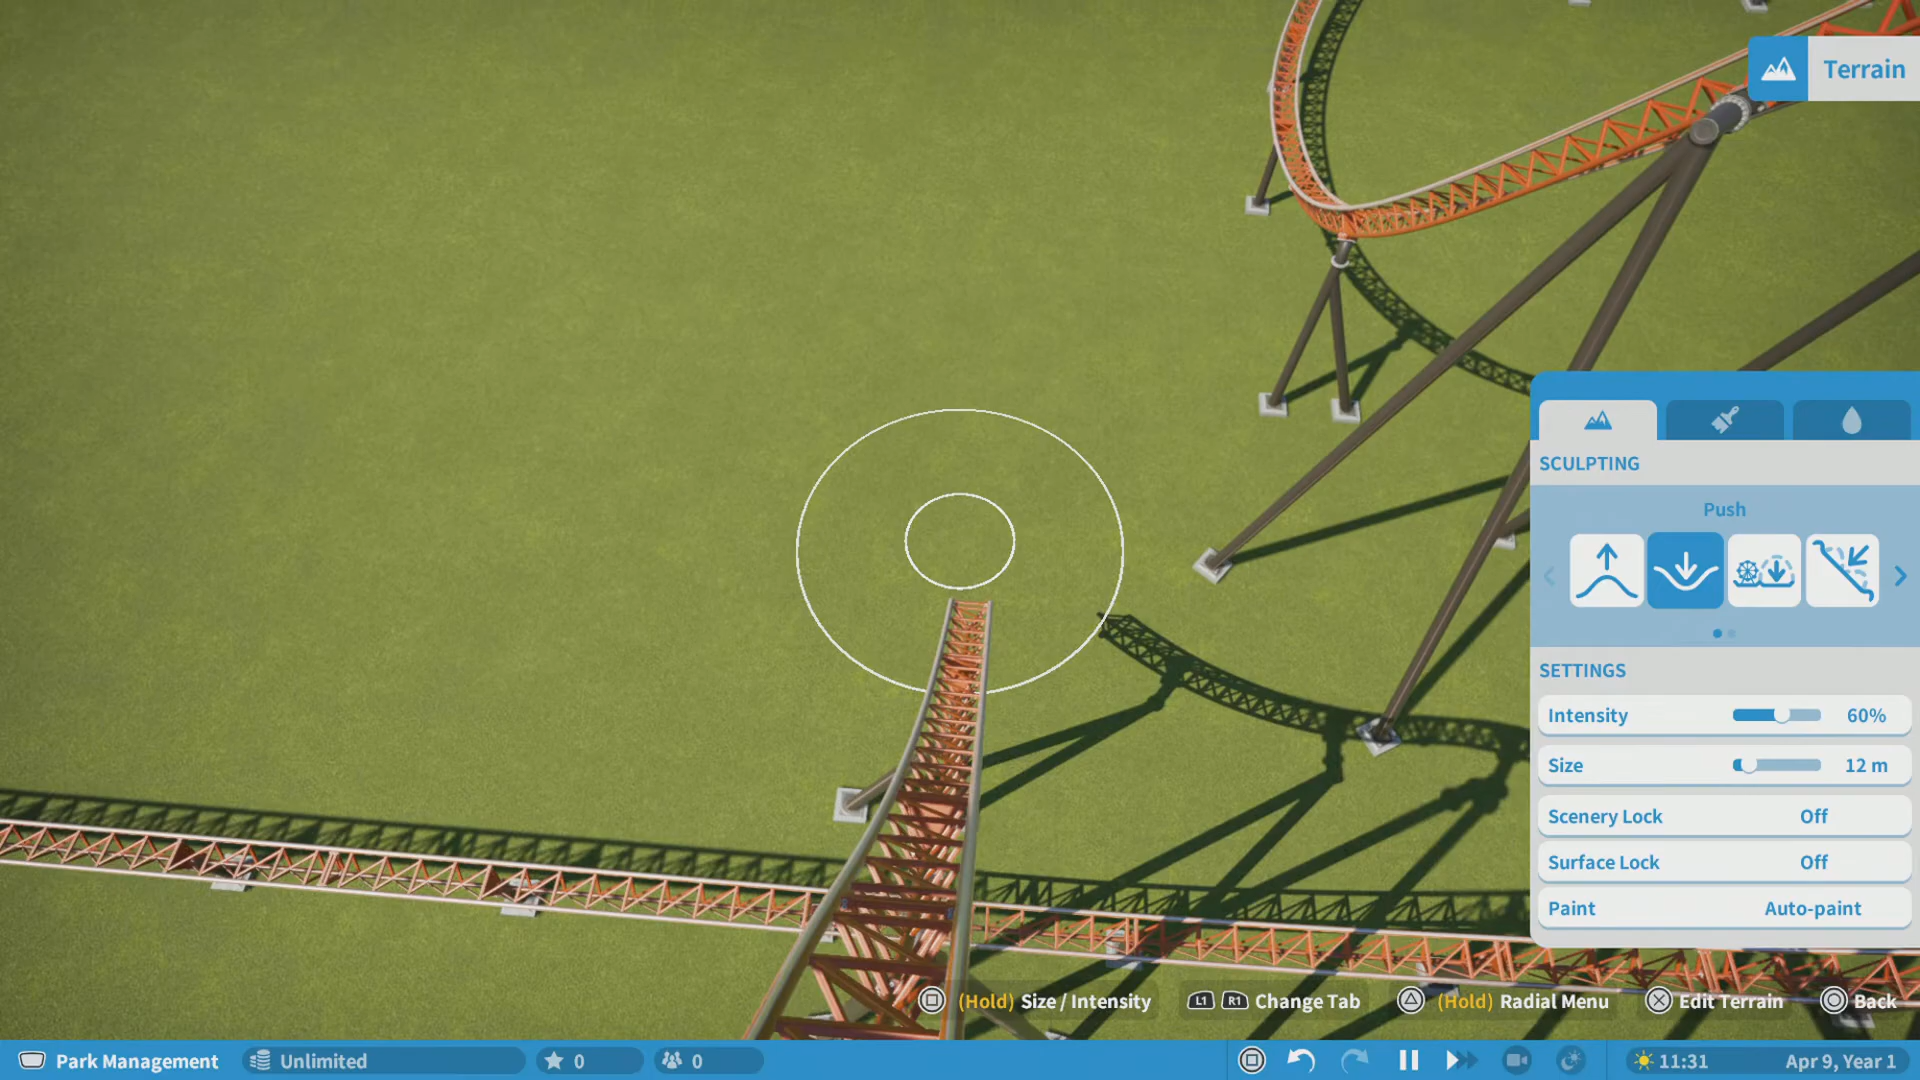 Terrain
SCULPTING
Push
SETTINGS
Intensity 60%
Size 12 m
Scenery Lock Off
Surface Lock Off
Paint Auto-paint
(Hold) Size / Intensity L1 R1 Change Tab (Hold) Radial Menu Edit Terrain Back
Park Management Unlimited 0 0 11:31 Apr 9, Year 1